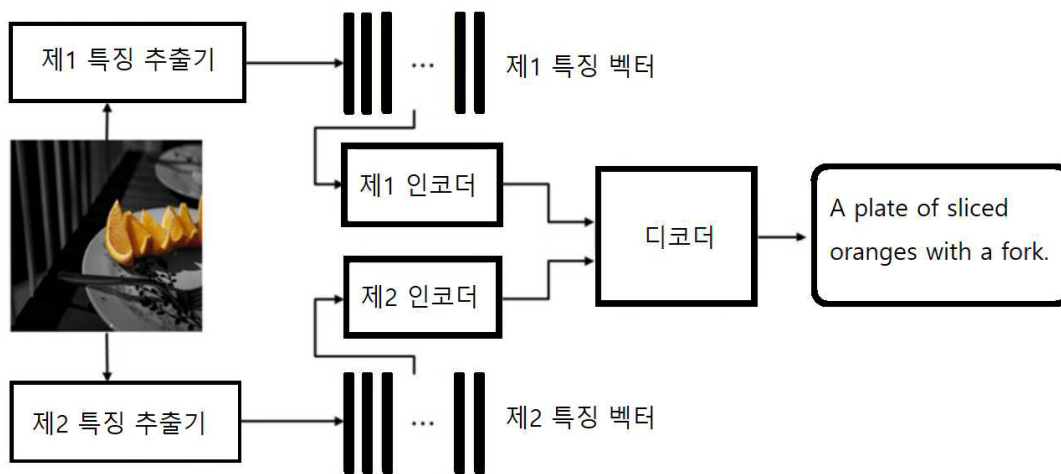 제1 특징 추출기
제1 특징 벡터
제1 인코더
디코더
A plate of sliced
oranges with a fork.
제2 인코더
제2 특징 추출기
제2 특징 벡터